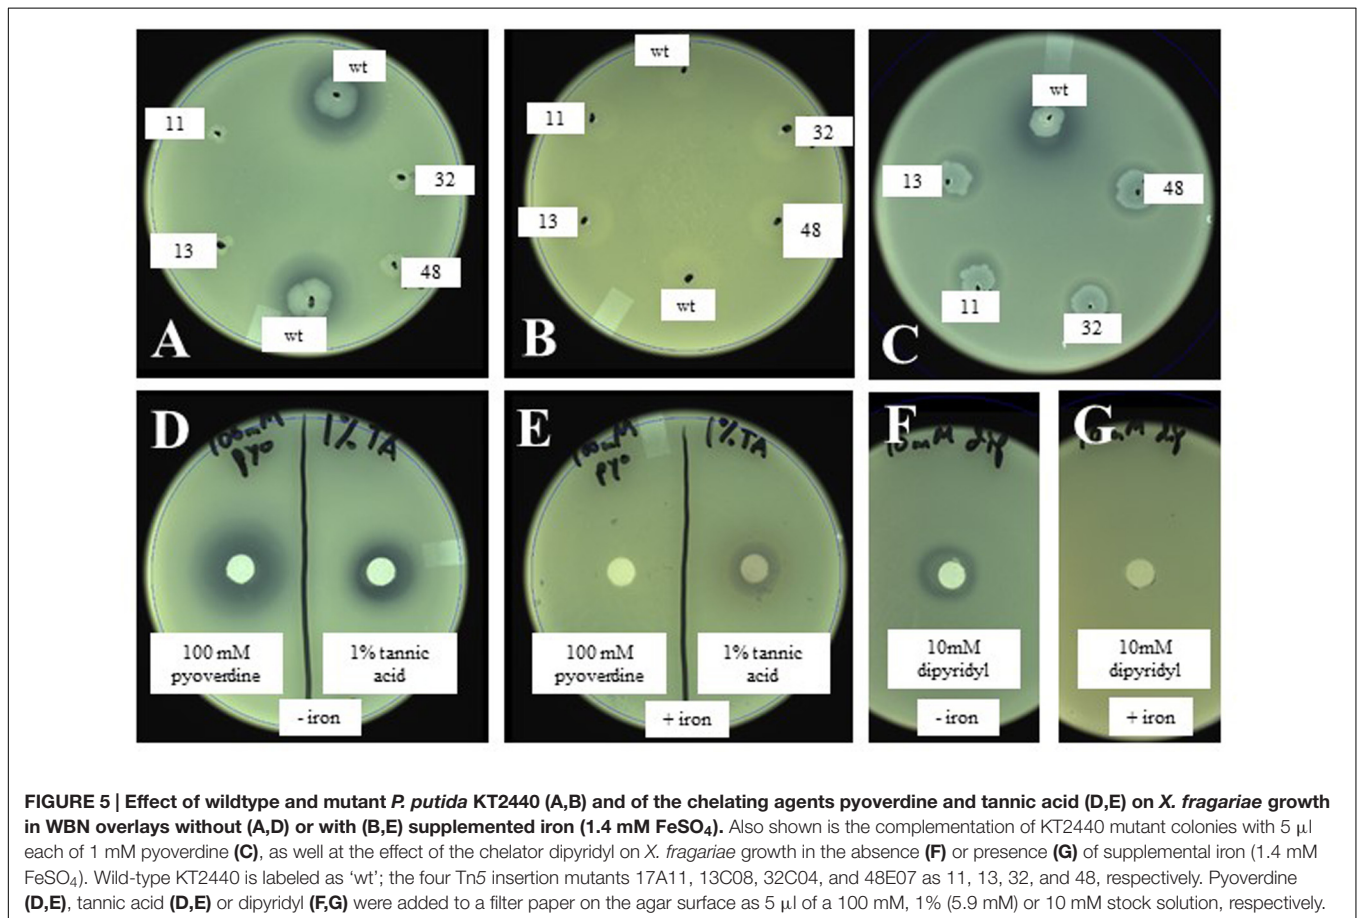 wt
11
32
13
48
wt
A
wt
11
32
13
48
wt
B
wt
13
48
11
32
C
D
100mM
pyo
1% TA
100 mM
pyoverdine
1% tannic
acid
- iron
E
100mM
pyo
1% TA
100 mM
pyoverdine
1% tannic
acid
+ iron
F
10mM dip
10mM
dipyridyl
- iron
G
10mM dip
10mM
dipyridyl
+ iron
FIGURE 5 | Effect of wildtype and mutant P. putida KT2440 (A,B) and of the chelating agents pyoverdine and tannic acid (D,E) on X. fragariae growth
in WBN overlays without (A,D) or with (B,E) supplemented iron (1.4 mM FeSO₄). Also shown is the complementation of KT2440 mutant colonies with 5 μl
each of 1 mM pyoverdine (C), as well at the effect of the chelator dipyridyl on X. fragariae growth in the absence (F) or presence (G) of supplemental iron (1.4 mM
FeSO₄). Wild-type KT2440 is labeled as ‘wt’; the four Tn5 insertion mutants 17A11, 13C08, 32C04, and 48E07 as 11, 13, 32, and 48, respectively. Pyoverdine
(D,E), tannic acid (D,E) or dipyridyl (F,G) were added to a filter paper on the agar surface as 5 μl of a 100 mM, 1% (5.9 mM) or 10 mM stock solution, respectively.